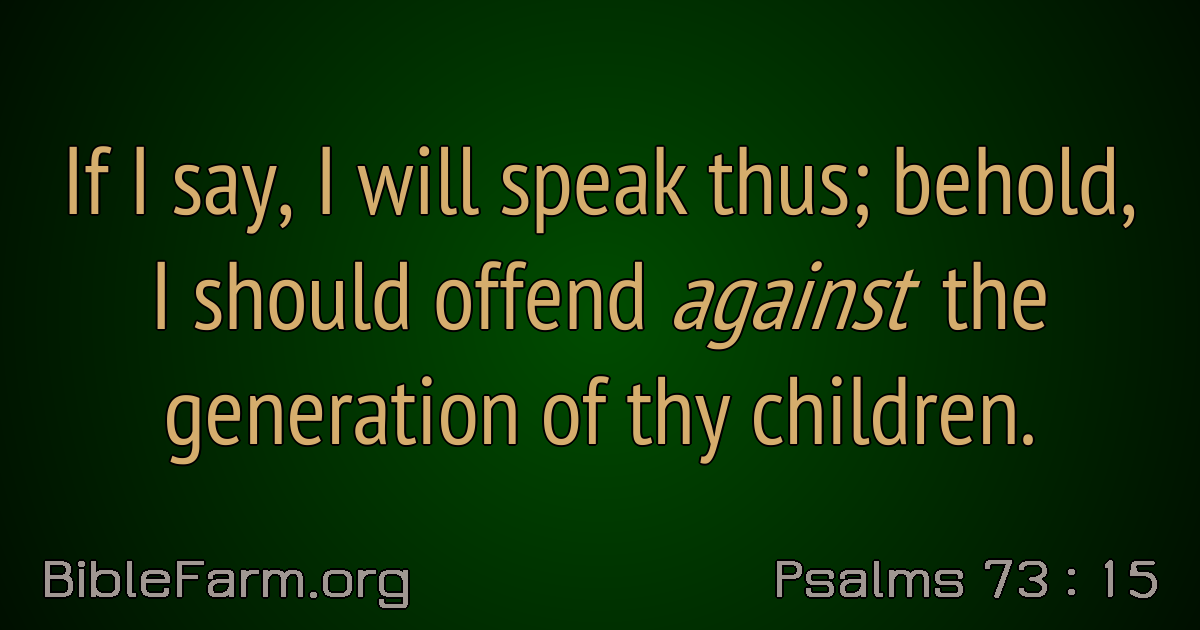 If I say, I will speak thus; behold,
I should offend against the
generation of thy children.
BibleFarm.org
Psalms 73 : 15